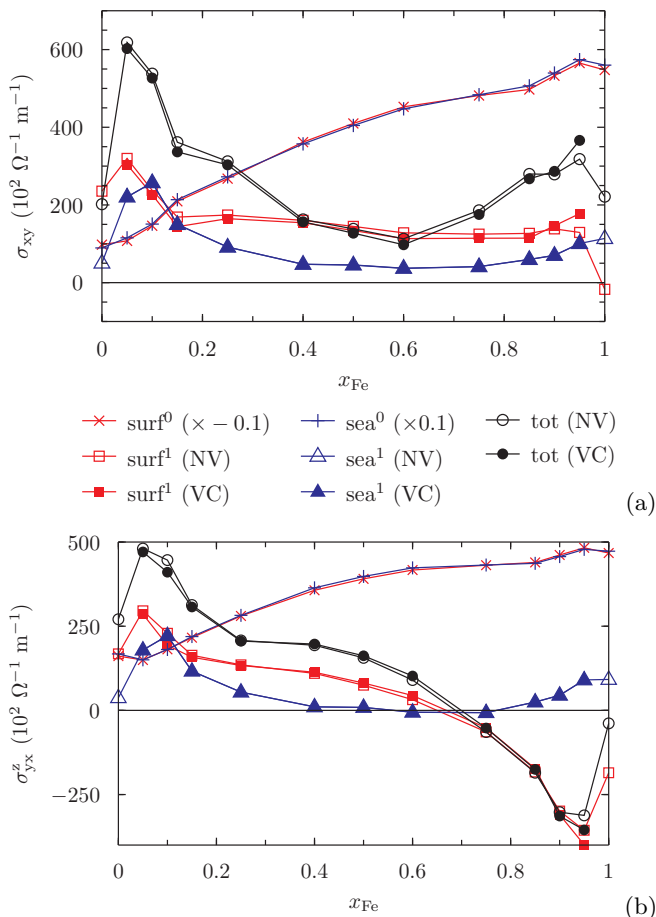 (a)
600
400
200
0
σxy (10² Ω⁻¹ m⁻¹)
0 0.2 0.4 0.6 0.8 1
xFe
surf⁰ (× − 0.1) sea⁰ (×0.1) tot (NV)
surf¹ (NV) sea¹ (NV) tot (VC)
surf¹ (VC) sea¹ (VC)
(a)
500
250
0
−250
σᶻyx (10² Ω⁻¹ m⁻¹)
0 0.2 0.4 0.6 0.8 1
xFe
(b)